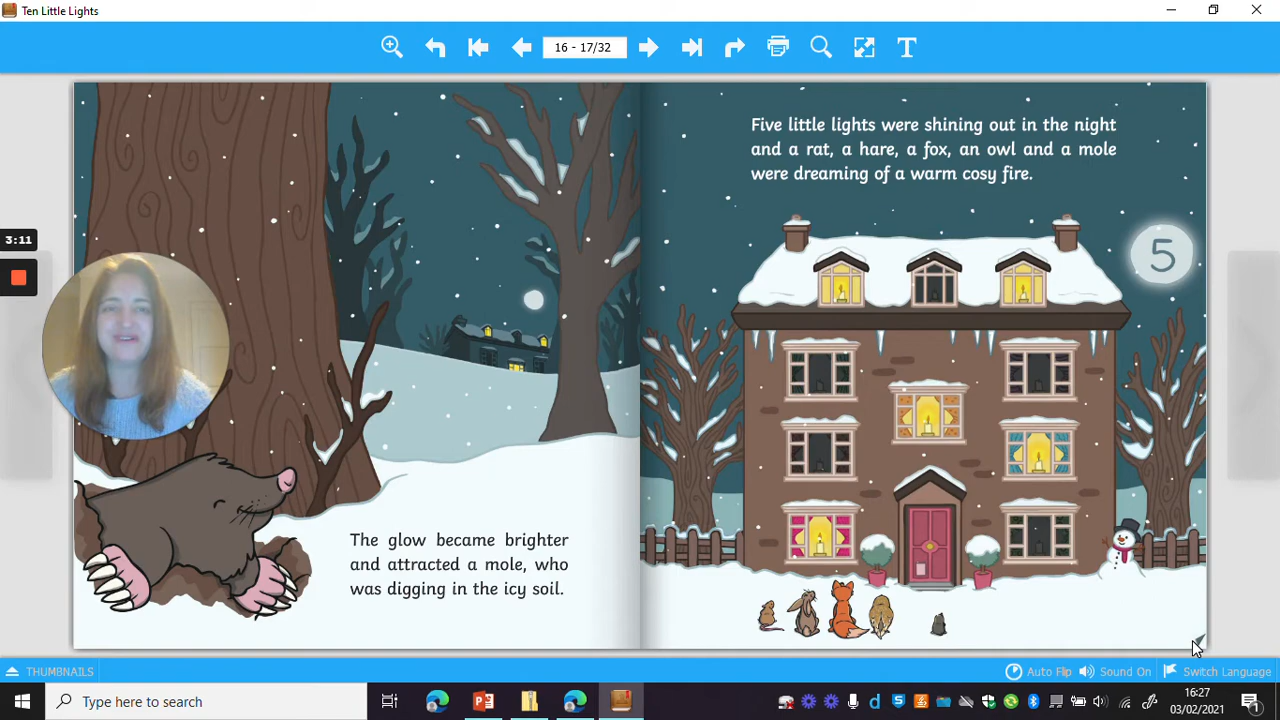 Ten Little Lights
16 - 17/32
T
3:11
Five little lights were shining out in the night
and a rat, a hare, a fox, an owl and a mole
were dreaming of a warm cosy fire.
5
The glow became brighter
and attracted a mole, who
was digging in the icy soil.
THUMBNAILS
Auto Flip
Sound On
Switch Language
Type here to search
16:27
03/02/2021
1